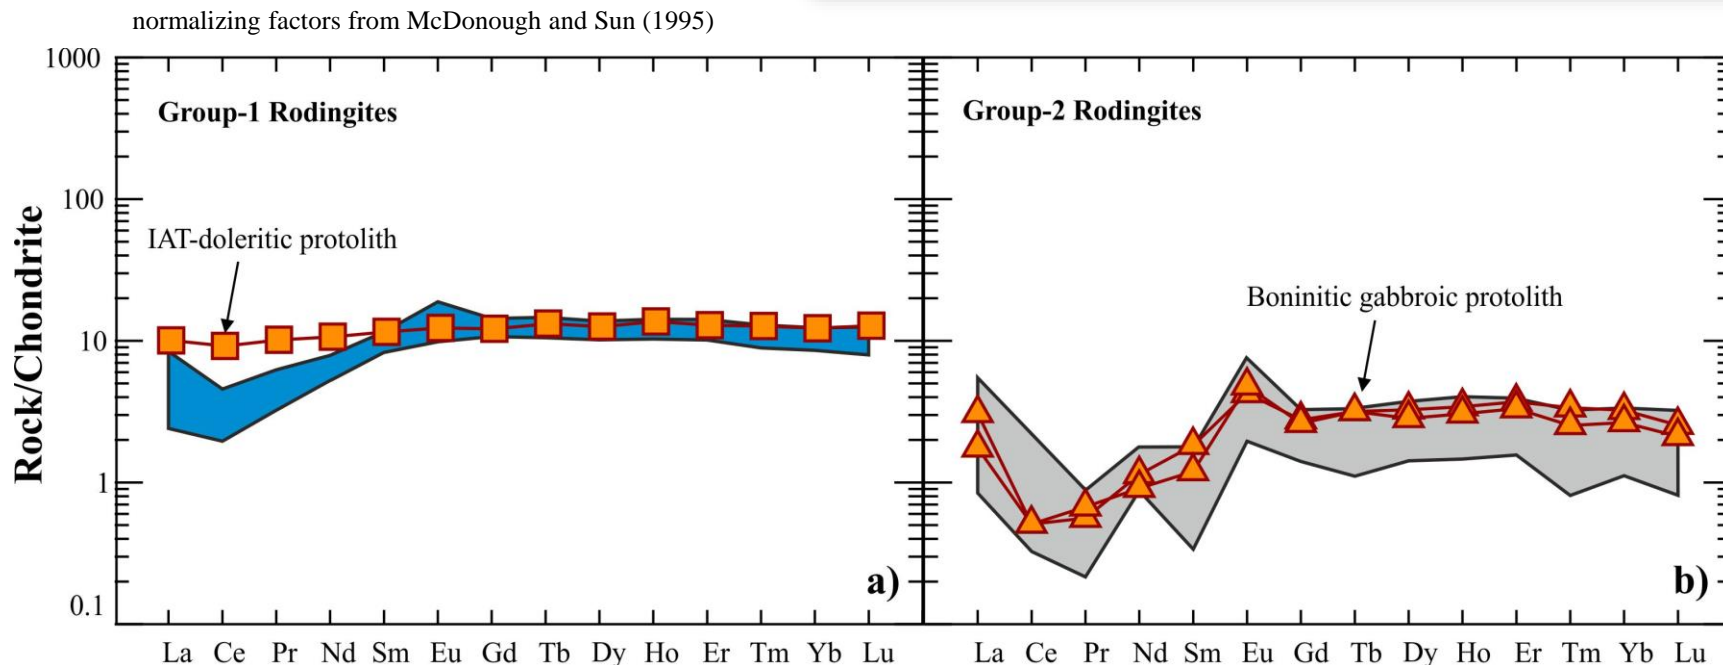 normalizing factors from McDonough and Sun (1995)
Rock/Chondrite
1000
100
10
1
0.1
Group-1 Rodingites
IAT-doleritic protolith
a)
La Ce Pr Nd Sm Eu Gd Tb Dy Ho Er Tm Yb Lu
Group-2 Rodingites
Boninitic gabbroic protolith
b)
La Ce Pr Nd Sm Eu Gd Tb Dy Ho Er Tm Yb Lu